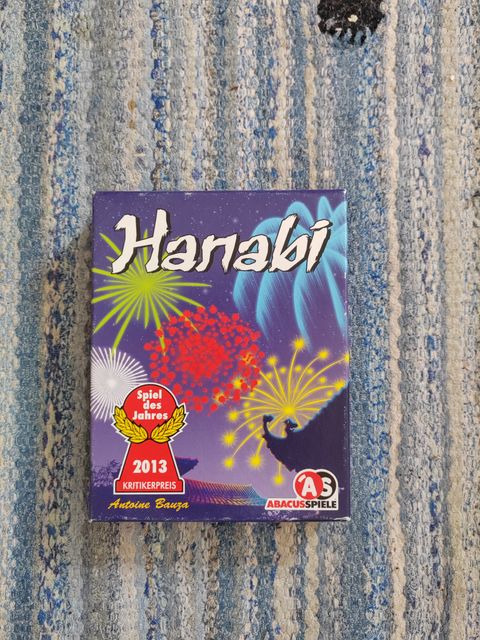 Hanabi
Spiel
des
Jahres
2013
KRITIKERPREIS
Antoine Bauza
AS
ABACUSSPIELE